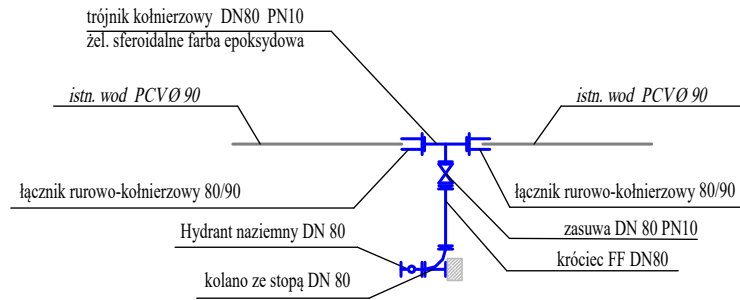 trójnik kołnierzowy DN80 PN10
żel. sferoidalne farba epoksydowa
istn. wod PCVØ 90
istn. wod PCVØ 90
łącznik rurowo-kołnierzowy 80/90
łącznik rurowo-kołnierzowy 80/90
Hydrant naziemny DN 80
zasuwa DN 80 PN10
kolano ze stopą DN 80
króciec FF DN80